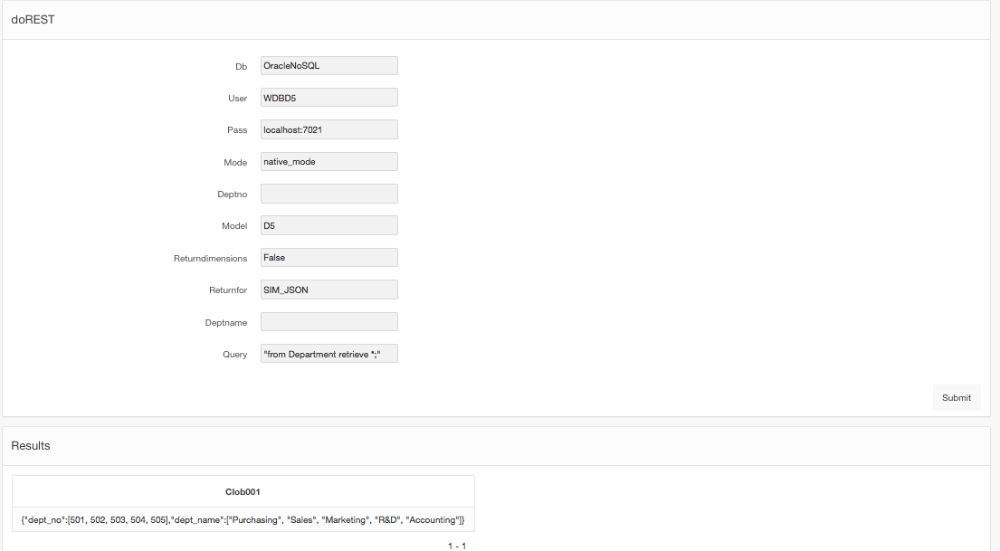 doREST
Db OracleNoSQL
User WDBD5
Pass localhost:7021
Mode native_mode
Deptno
Model D5
Returndimensions False
Returnfor SIM_JSON
Deptname
Query "from Department retrieve *;"
Submit
Results
Clob001
{"dept_no":[501, 502, 503, 504, 505],"dept_name":["Purchasing", "Sales", "Marketing", "R&D", "Accounting"]}
1 - 1